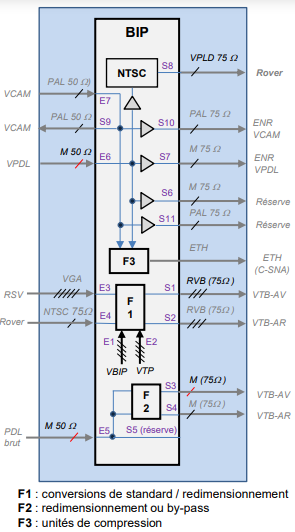 BIP
S8 VPLD 75 Ω
NTSC Rover
PAL 50 Ω
VCAM
E7
PAL 50 Ω S9 S10 PAL 75 Ω
VCAM ENR
VCAM
M 50 Ω E6 S7 M 75 Ω
VPDL ENR
VPDL
S6 M 75 Ω
Réserve
S11 PAL 75 Ω
Réserve
ETH
F3 ETH
(C-SNA)
VGA E3 F S1 RVB (75Ω)
RSV VTB-AV
NTSC 75Ω E4 1 S2 RVB (75Ω)
Rover VTB-AR
E1 E2
VBIP VTP
S3 M (75Ω)
F VTB-AV
2 S4 M (75Ω)
VTB-AR
M 50 Ω E5 S5 (réserve)
PDL
brut
F1 : conversions de standard / redimensionnement
F2 : redimensionnement ou by-pass
F3 : unités de compression